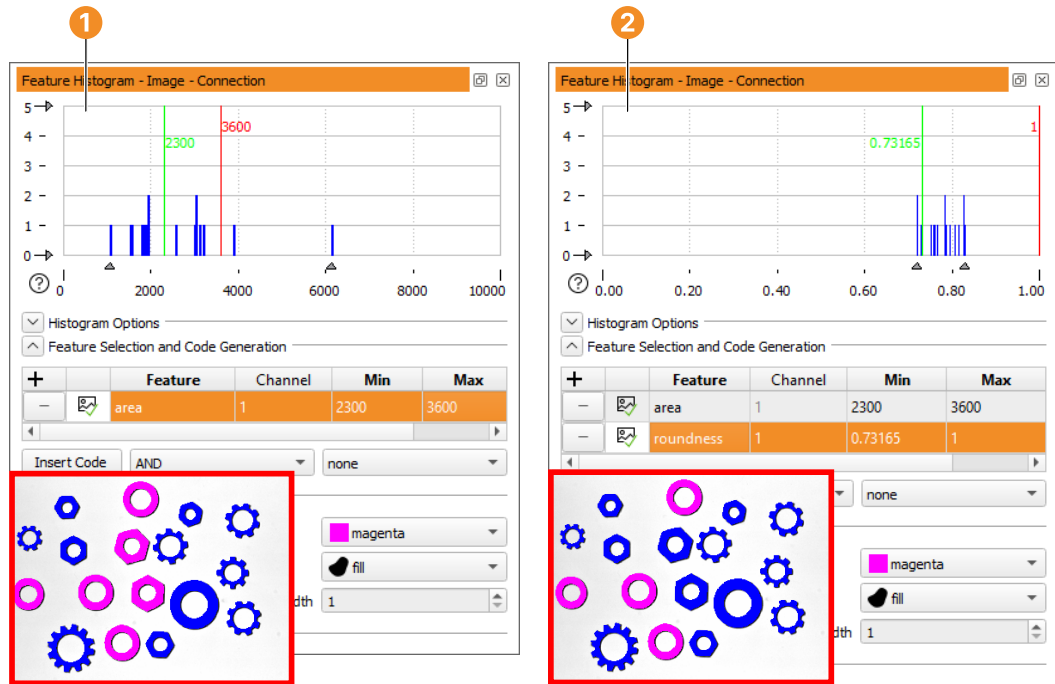 1
Feature Histogram - Image - Connection
5
4
3
2
1
0
3600
2300
?
0 2000 4000 6000 8000 10000
Histogram Options
Feature Selection and Code Generation
+ Feature Channel Min Max
− area 1 2300 3600
Insert Code AND none
magenta
fill
dth 1
2
Feature Histogram - Image - Connection
5
4
3
2
1
0
1
0.73165
?
0.00 0.20 0.40 0.60 0.80 1.00
Histogram Options
Feature Selection and Code Generation
+ Feature Channel Min Max
− area 1 2300 3600
− roundness 1 0.73165 1
none
magenta
fill
dth 1